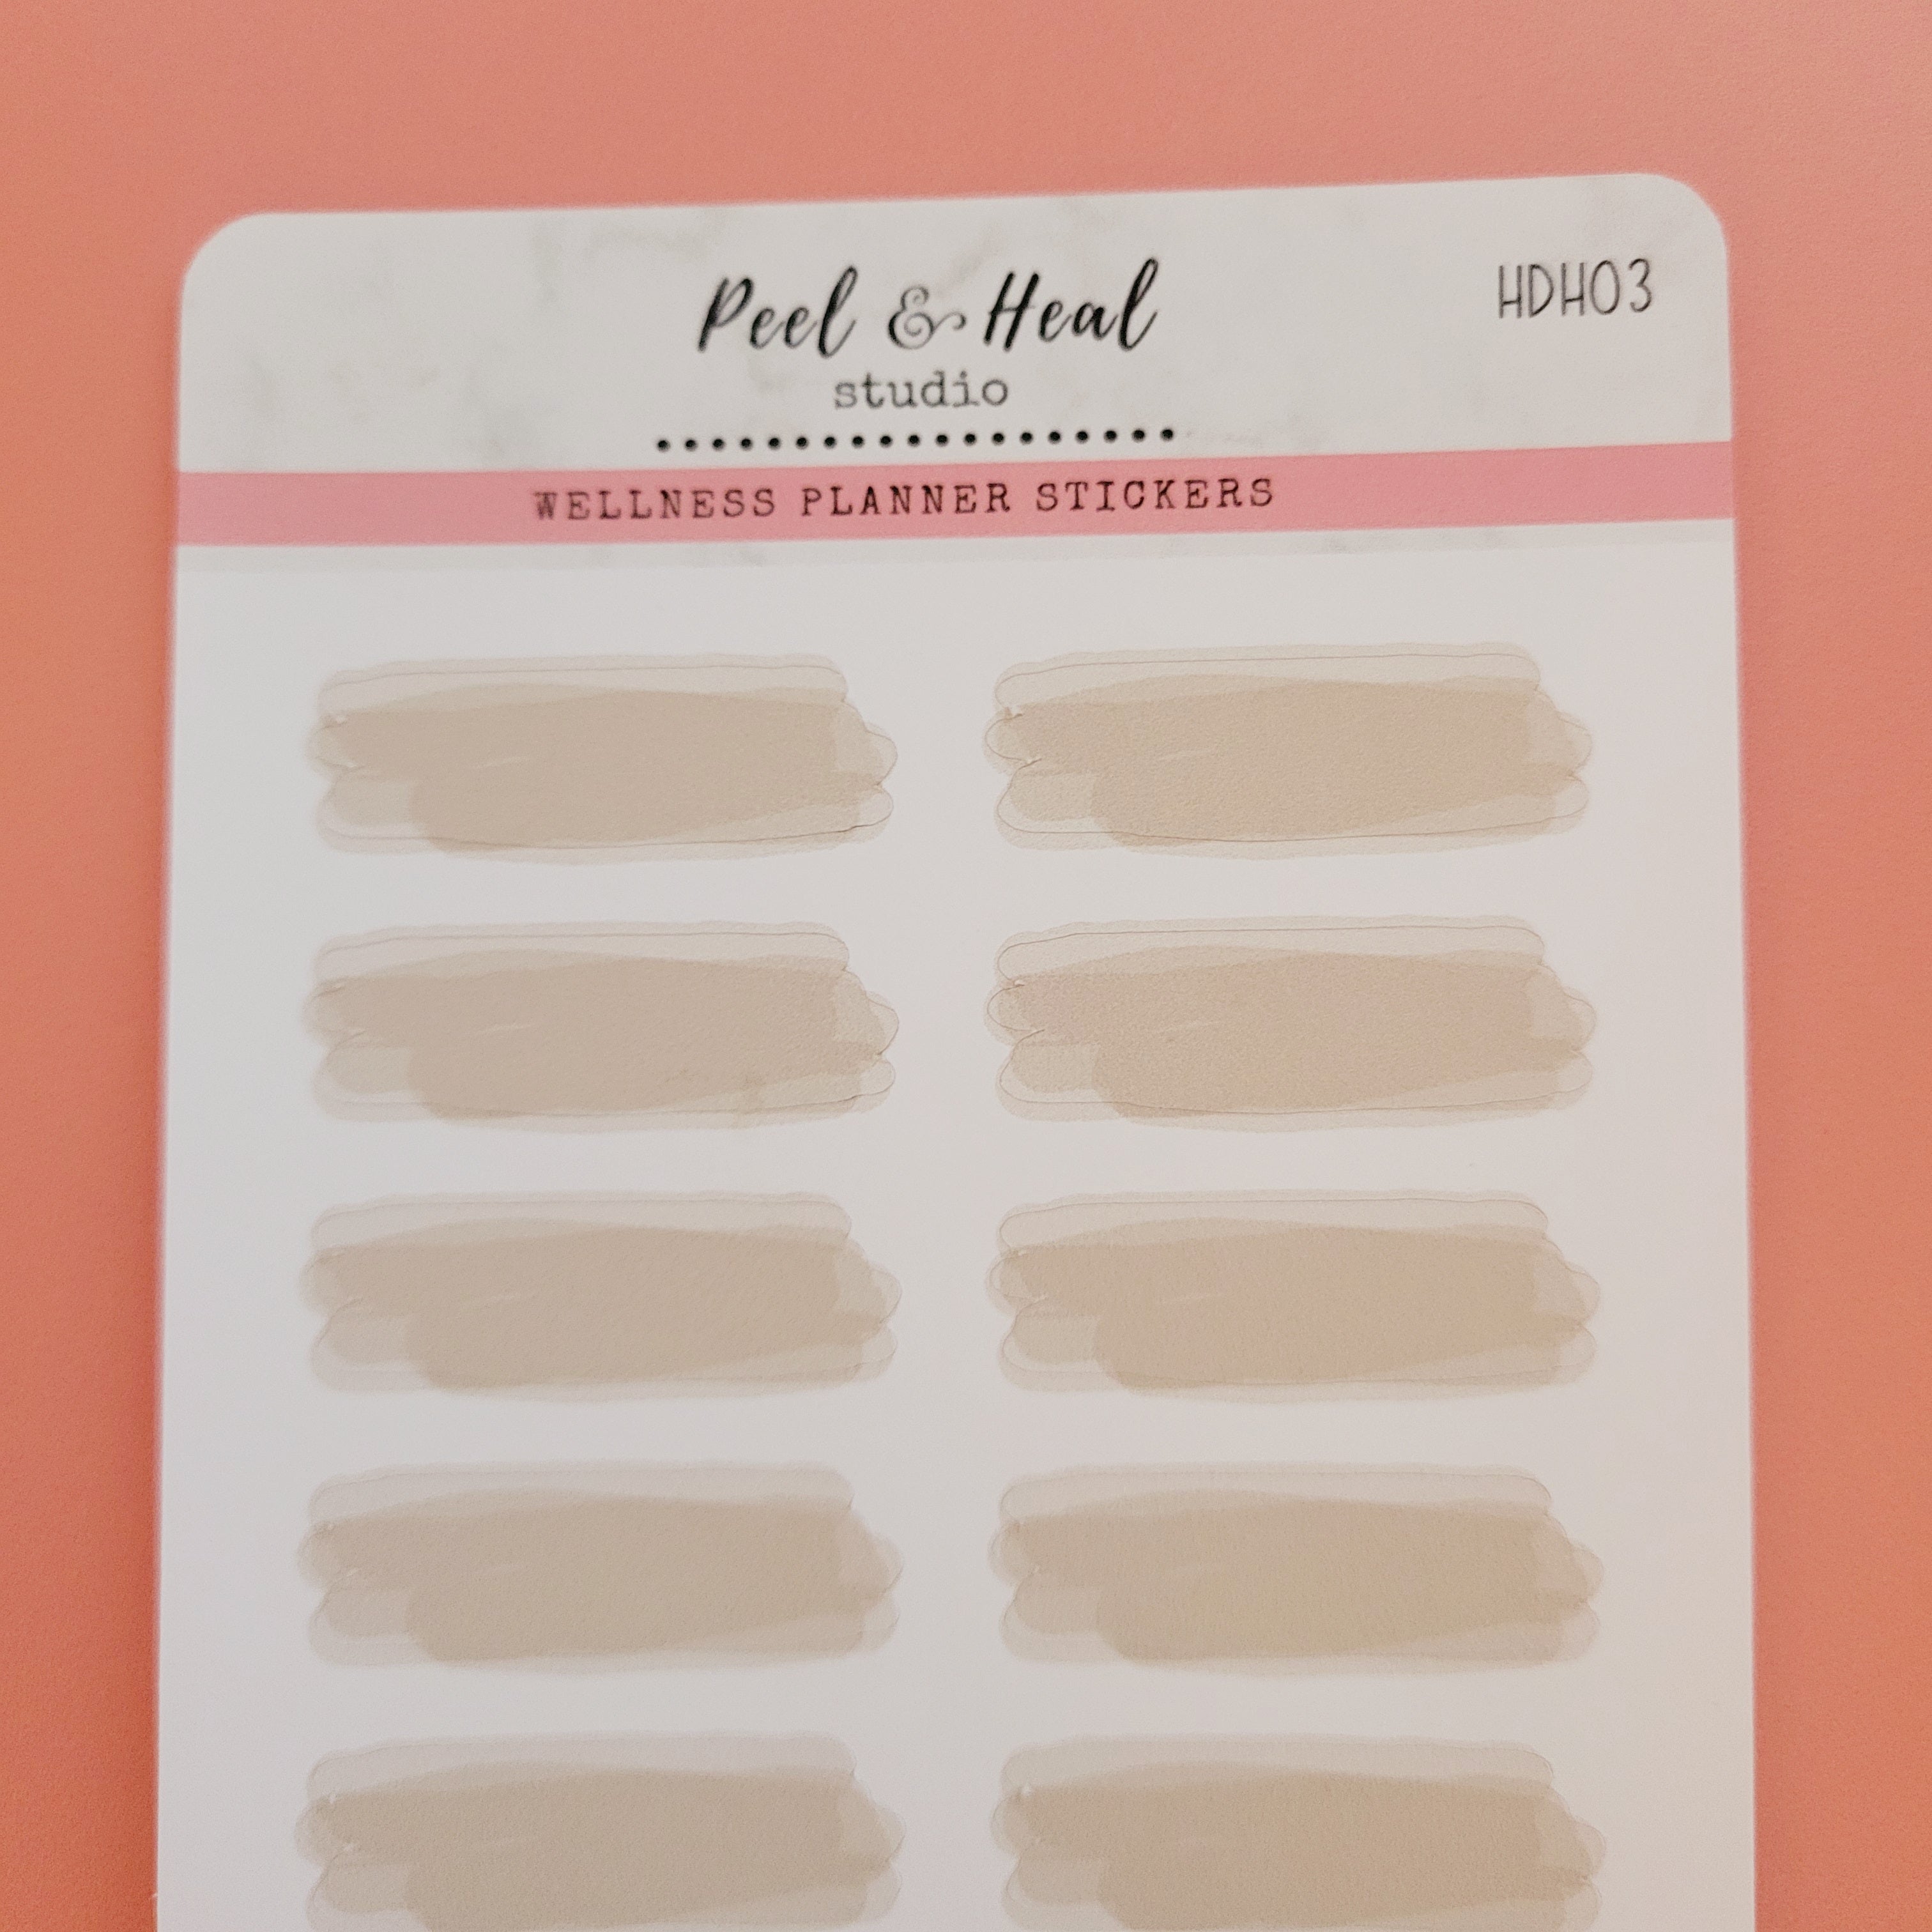 Peel & Heal
HDH03
studio
WELLNESS PLANNER STICKERS